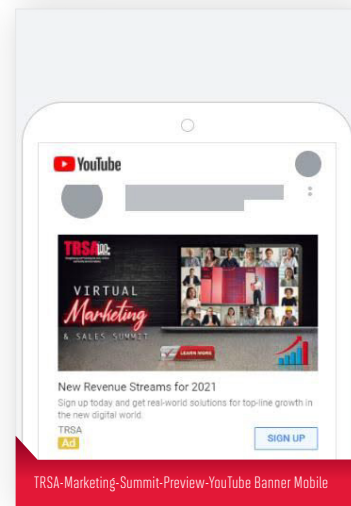 YouTube
TRSA
VIRTUAL
Marketing
& SALES SUMMIT
LEARN MORE
New Revenue Streams for 2021
Sign up today and get real-world solutions for top-line growth in
the new digital world.
TRSA
Ad
SIGN UP
TRSA-Marketing-Summit-Preview-YouTube Banner Mobile